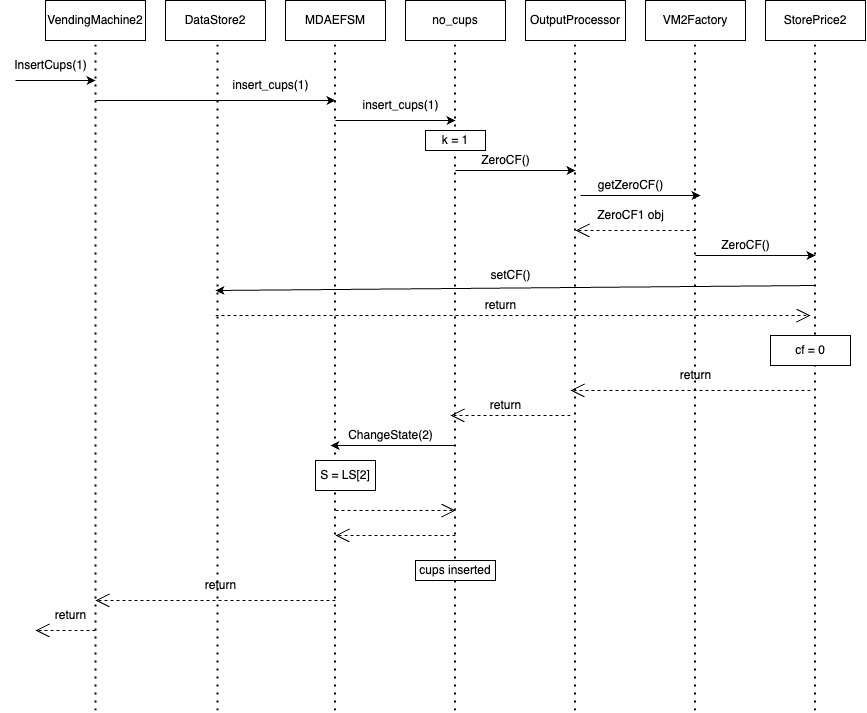 VendingMachine2
DataStore2
MDAEFSM
no_cups
OutputProcessor
VM2Factory
StorePrice2
InsertCups(1)
insert_cups(1)
insert_cups(1)
k = 1
ZeroCF()
getZeroCF()
ZeroCF1 obj
ZeroCF()
setCF()
return
cf = 0
return
return
ChangeState(2)
S = LS[2]
cups inserted
return
return